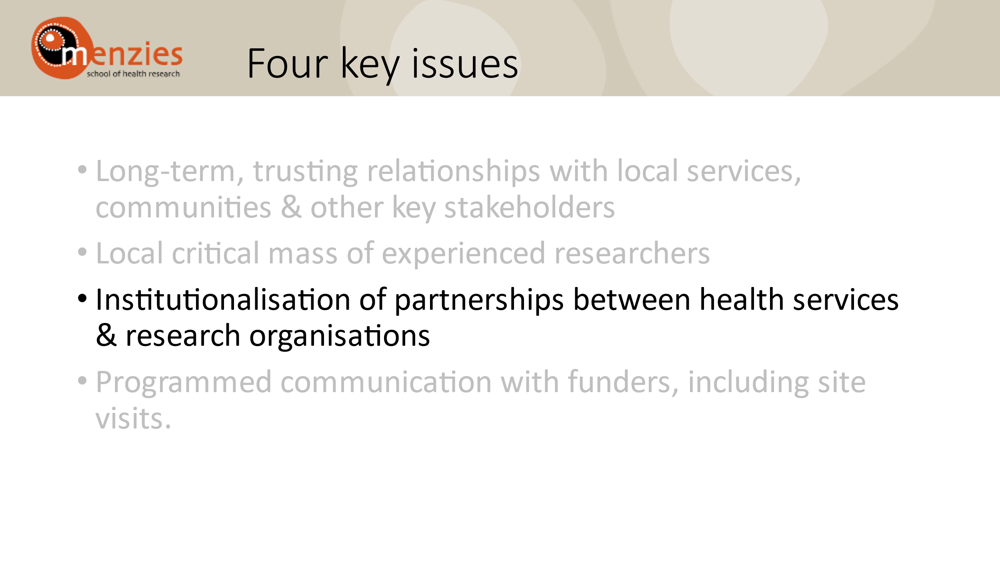 menzies
school of health research
Four key issues
• Long-term, trusting relationships with local services,
communities & other key stakeholders
• Local critical mass of experienced researchers
• Institutionalisation of partnerships between health services
& research organisations
• Programmed communication with funders, including site
visits.